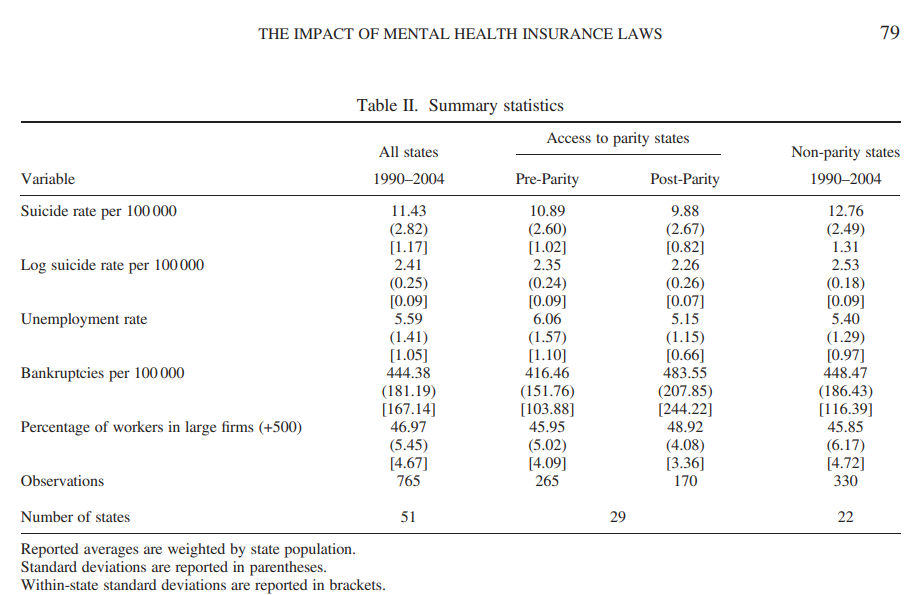 THE IMPACT OF MENTAL HEALTH INSURANCE LAWS 79
Table II. Summary statistics
Access to parity states
All states Non-parity states
Variable 1990–2004 Pre-Parity Post-Parity 1990–2004
Suicide rate per 100 000 11.43 10.89 9.88 12.76
(2.82) (2.60) (2.67) (2.49)
[1.17] [1.02] [0.82] 1.31
Log suicide rate per 100 000 2.41 2.35 2.26 2.53
(0.25) (0.24) (0.26) (0.18)
[0.09] [0.09] [0.07] [0.09]
Unemployment rate 5.59 6.06 5.15 5.40
(1.41) (1.57) (1.15) (1.29)
[1.05] [1.10] [0.66] [0.97]
Bankruptcies per 100 000 444.38 416.46 483.55 448.47
(181.19) (151.76) (207.85) (186.43)
[167.14] [103.88] [244.22] [116.39]
Percentage of workers in large firms (+500) 46.97 45.95 48.92 45.85
(5.45) (5.02) (4.08) (6.17)
[4.67] [4.09] [3.36] [4.72]
Observations 765 265 170 330
Number of states 51 29 22
Reported averages are weighted by state population.
Standard deviations are reported in parentheses.
Within-state standard deviations are reported in brackets.